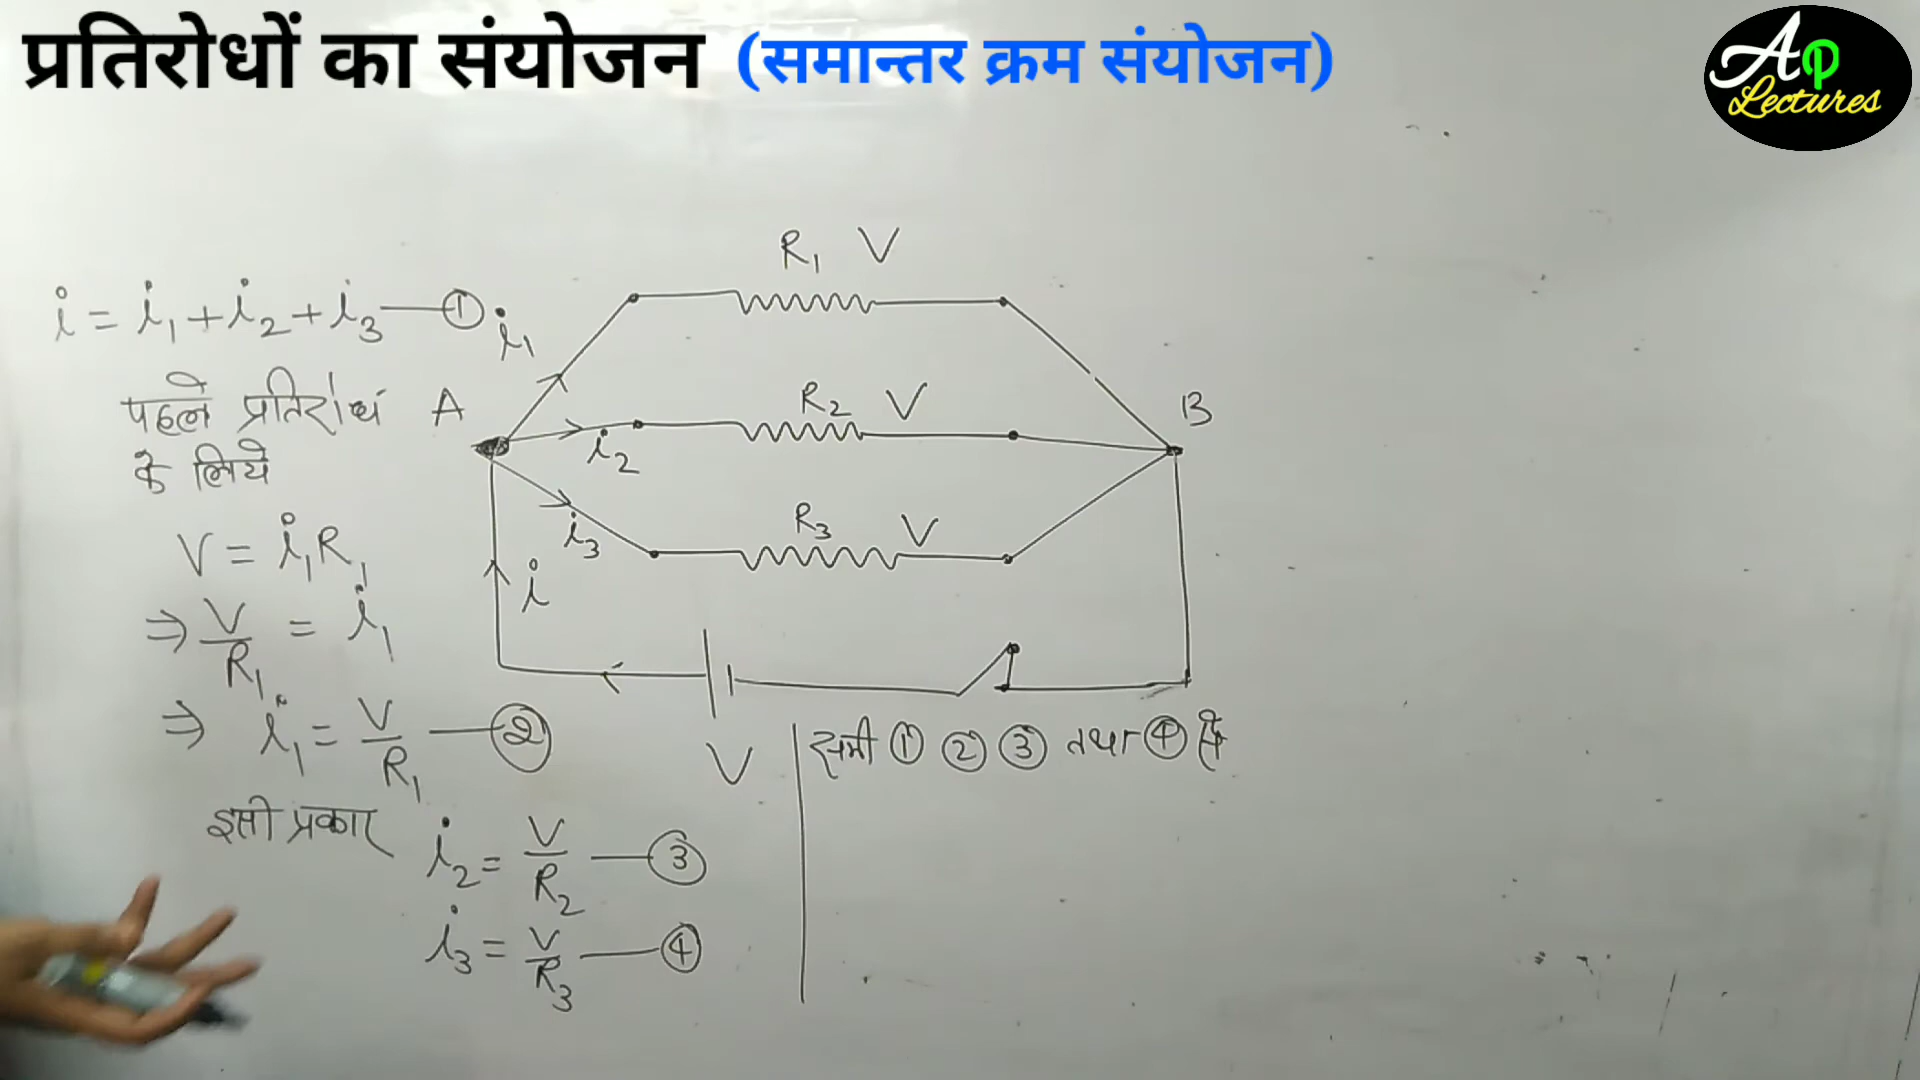 प्रतिरोधों का संयोजन (समान्तर क्रम संयोजन)
Ap
Lectures
R₁ V
i = i₁ + i₂ + i₃ — ①
i₁
पहले प्रतिरोध
के लिये
A
R₂ V
B
i₂
R₃ V
i₃
V = i₁R₁
i
⇒ V/R₁ = i₁
⇒ i₁ = V/R₁ — ②
V
समी ① ② ③ तथा ④ से
इसी प्रकार
i₂ = V/R₂ — ③
i₃ = V/R₃ — ④